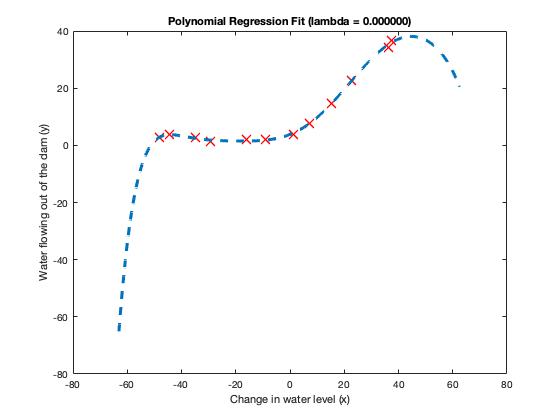 Polynomial Regression Fit (lambda = 0.000000)
40
20
0
-20
-40
-60
-80
Water flowing out of the dam (y)
-80 -60 -40 -20 0 20 40 60 80
Change in water level (x)